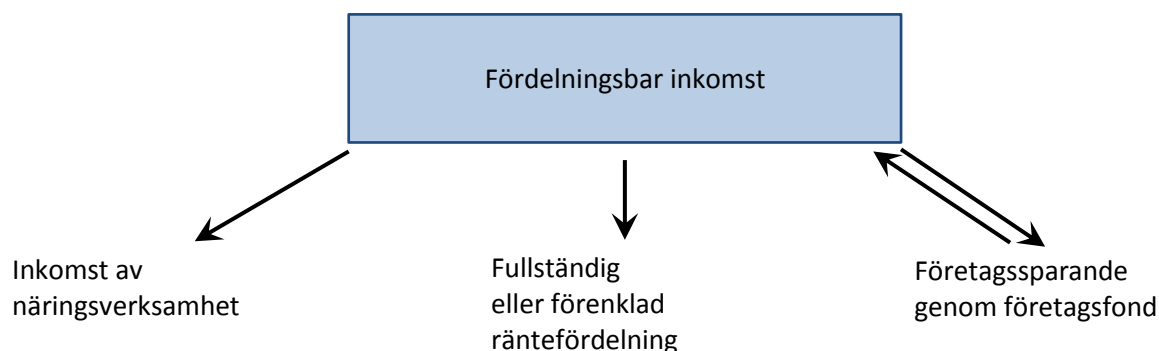 Fördelningsbar inkomst
Inkomst av
näringsverksamhet
Fullständig
eller förenklad
räntefördelning
Företagssparande
genom företagsfond